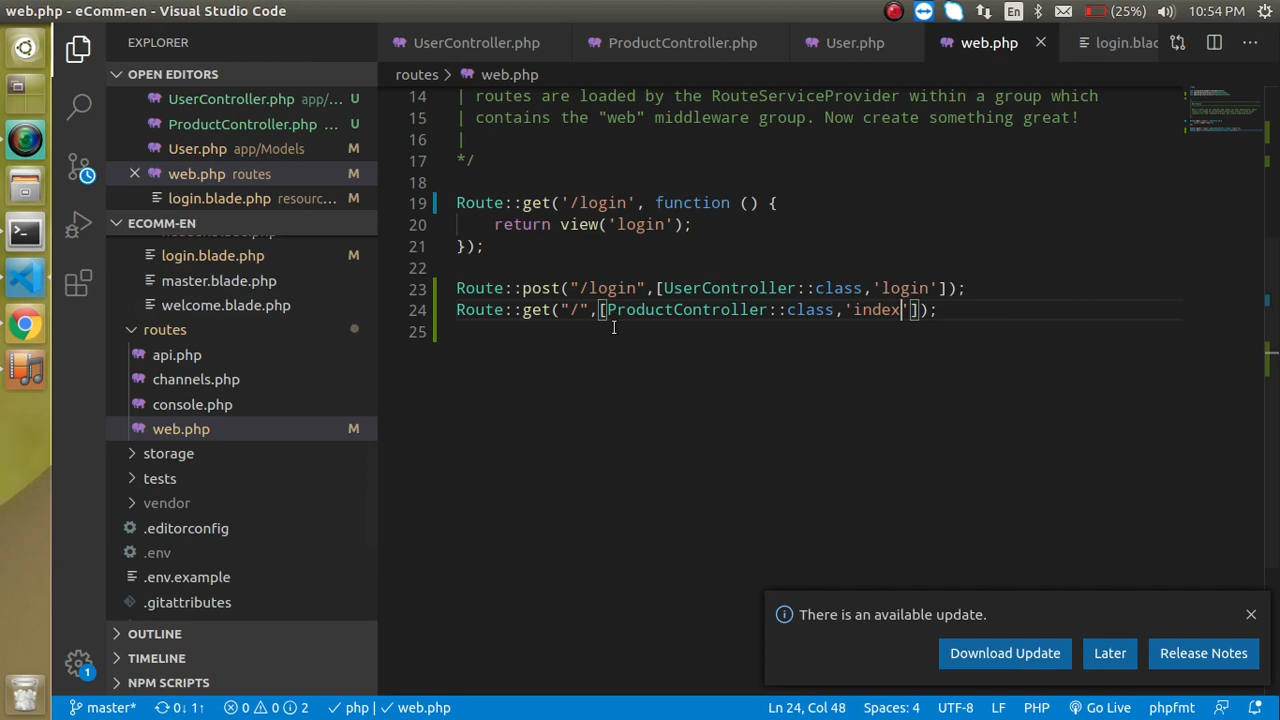 web.php - eComm-en - Visual Studio Code
En
(25%)
10:54 PM
EXPLORER
UserController.php
ProductController.php
User.php
web.php
login.blac
OPEN EDITORS
UserController.php app/... U
ProductController.php ... U
User.php app/Models M
web.php routes M
login.blade.php resourc... M
ECOMM-EN
login.blade.php M
master.blade.php
welcome.blade.php
routes
api.php
channels.php
console.php
web.php M
storage
tests
vendor
.editorconfig
.env
.env.example
.gitattributes
OUTLINE
TIMELINE
NPM SCRIPTS
routes > web.php
14 | routes are loaded by the RouteServiceProvider within a group which
15 | contains the "web" middleware group. Now create something great!
16 |
17 */
18
19 Route::get('/login', function () {
20 return view('login');
21 });
22
23 Route::post("/login",[UserController::class,'login']);
24 Route::get("/",[ProductController::class,'index']);
25
There is an available update.
Download Update
Later
Release Notes
1
master*
0↓ 1↑
0 0 2
php
web.php
Ln 24, Col 48
Spaces: 4
UTF-8
LF
PHP
Go Live
phpfmt